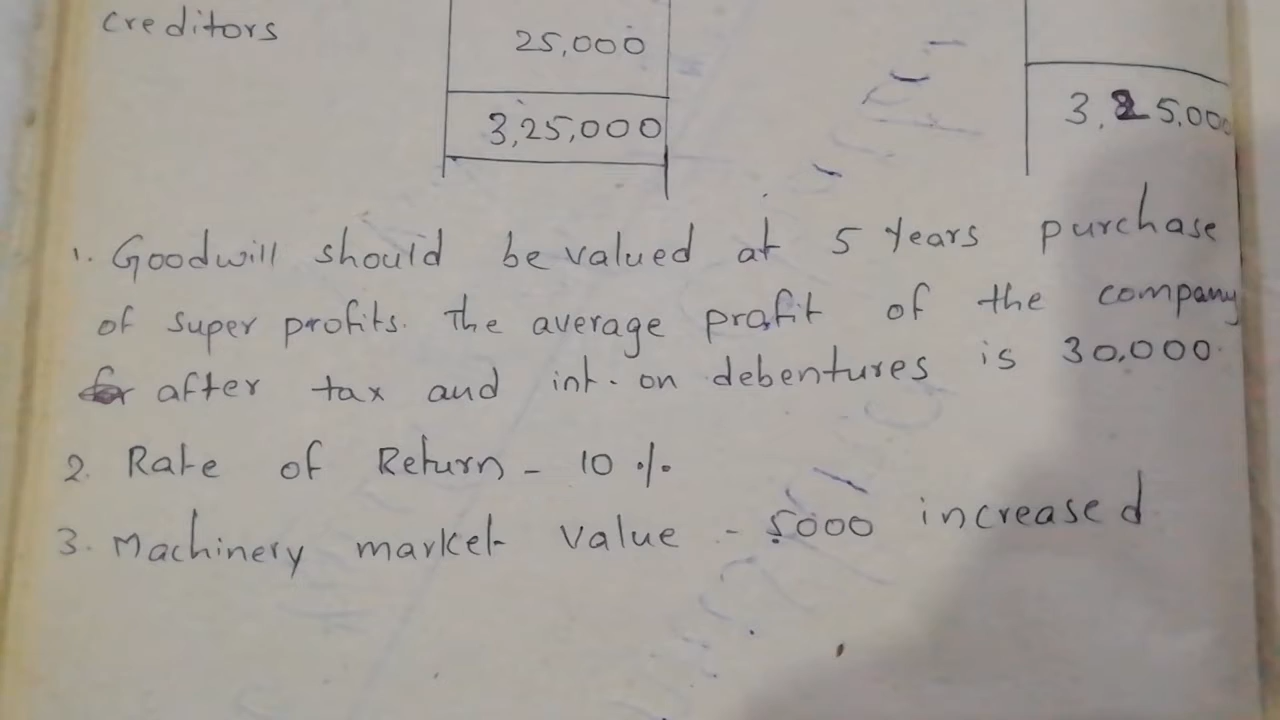 creditors 25,000
3,25,000 3,25,000
1. Goodwill should be valued at 5 Years purchase
of super profits. The average profit of the company
after tax and int. on debentures is 30,000.
2. Rate of Return - 10 %
3. Machinery market value - 5000 increased